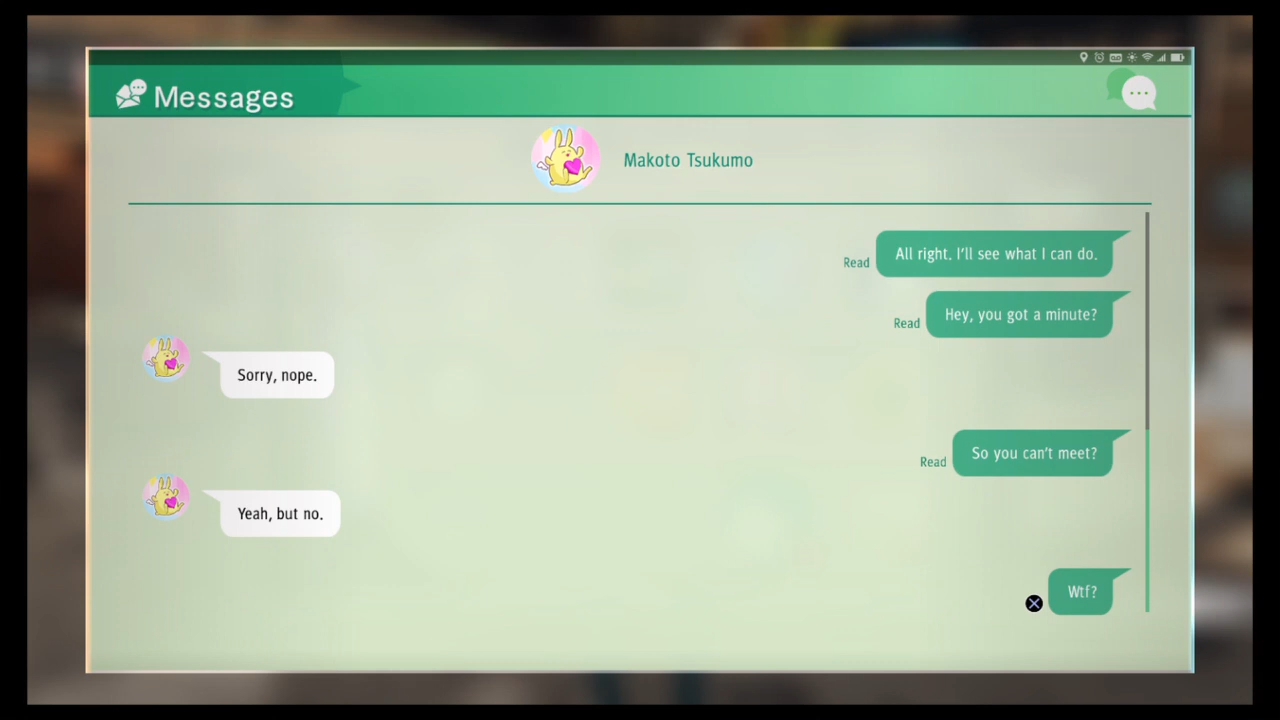 Messages
Makoto Tsukumo
All right. I'll see what I can do.
Read
Hey, you got a minute?
Read
Sorry, nope.
So you can't meet?
Read
Yeah, but no.
Wtf?